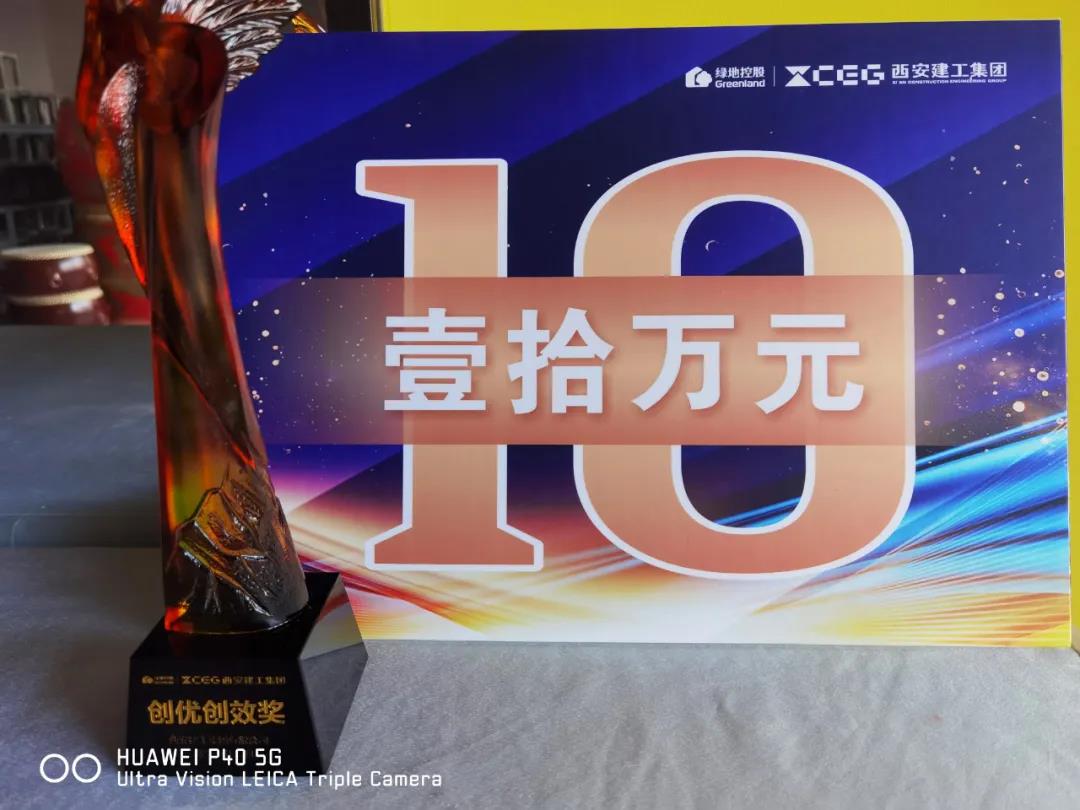 绿地控股 Greenland XCEG 西安建工集团
XI'AN CONSTRUCTION ENGINEERING GROUP
10
壹拾万元
XCEG 西安建工集团
创优创效奖
HUAWEI P40 5G
Ultra Vision LEICA Triple Camera